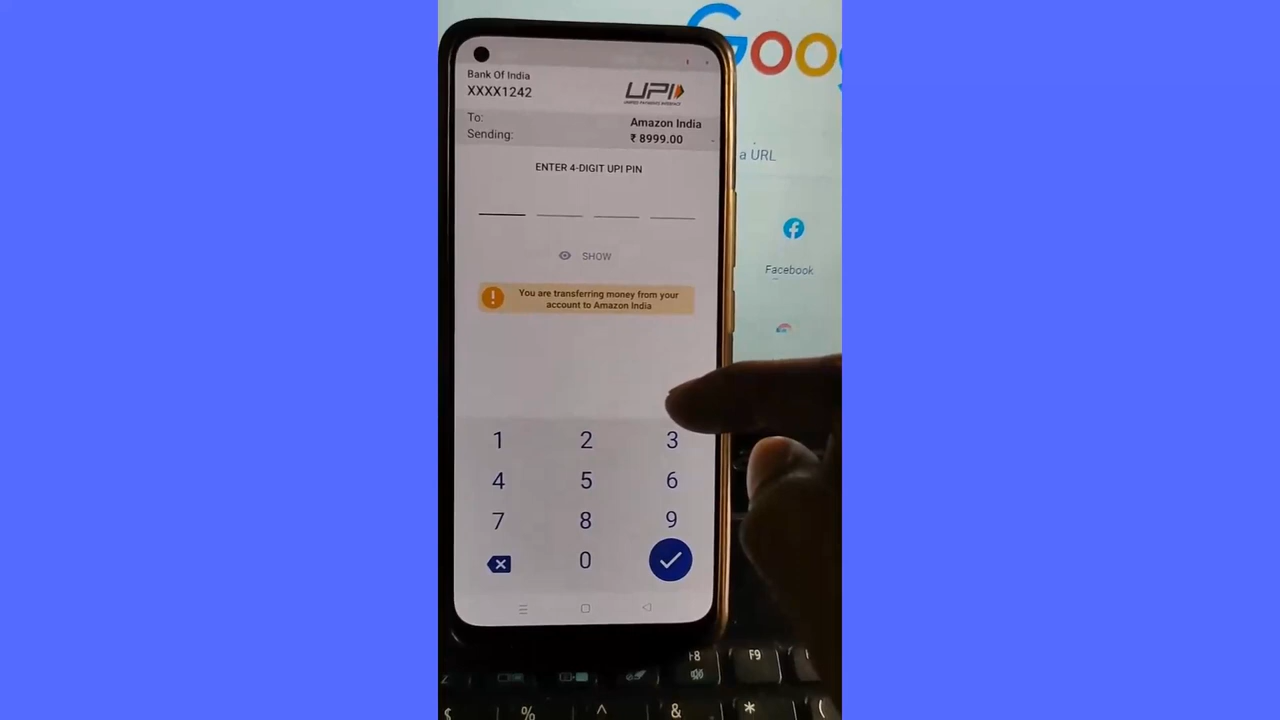 Google
Bank Of India
XXXX1242
UPI
UNIFIED PAYMENTS INTERFACE
To: Amazon India
Sending: ₹ 8999.00
a URL
ENTER 4-DIGIT UPI PIN
SHOW
Facebook
You are transferring money from your
account to Amazon India
1 2 3
4 5 6
7 8 9
0
F8 F9
$ % ^ & * (